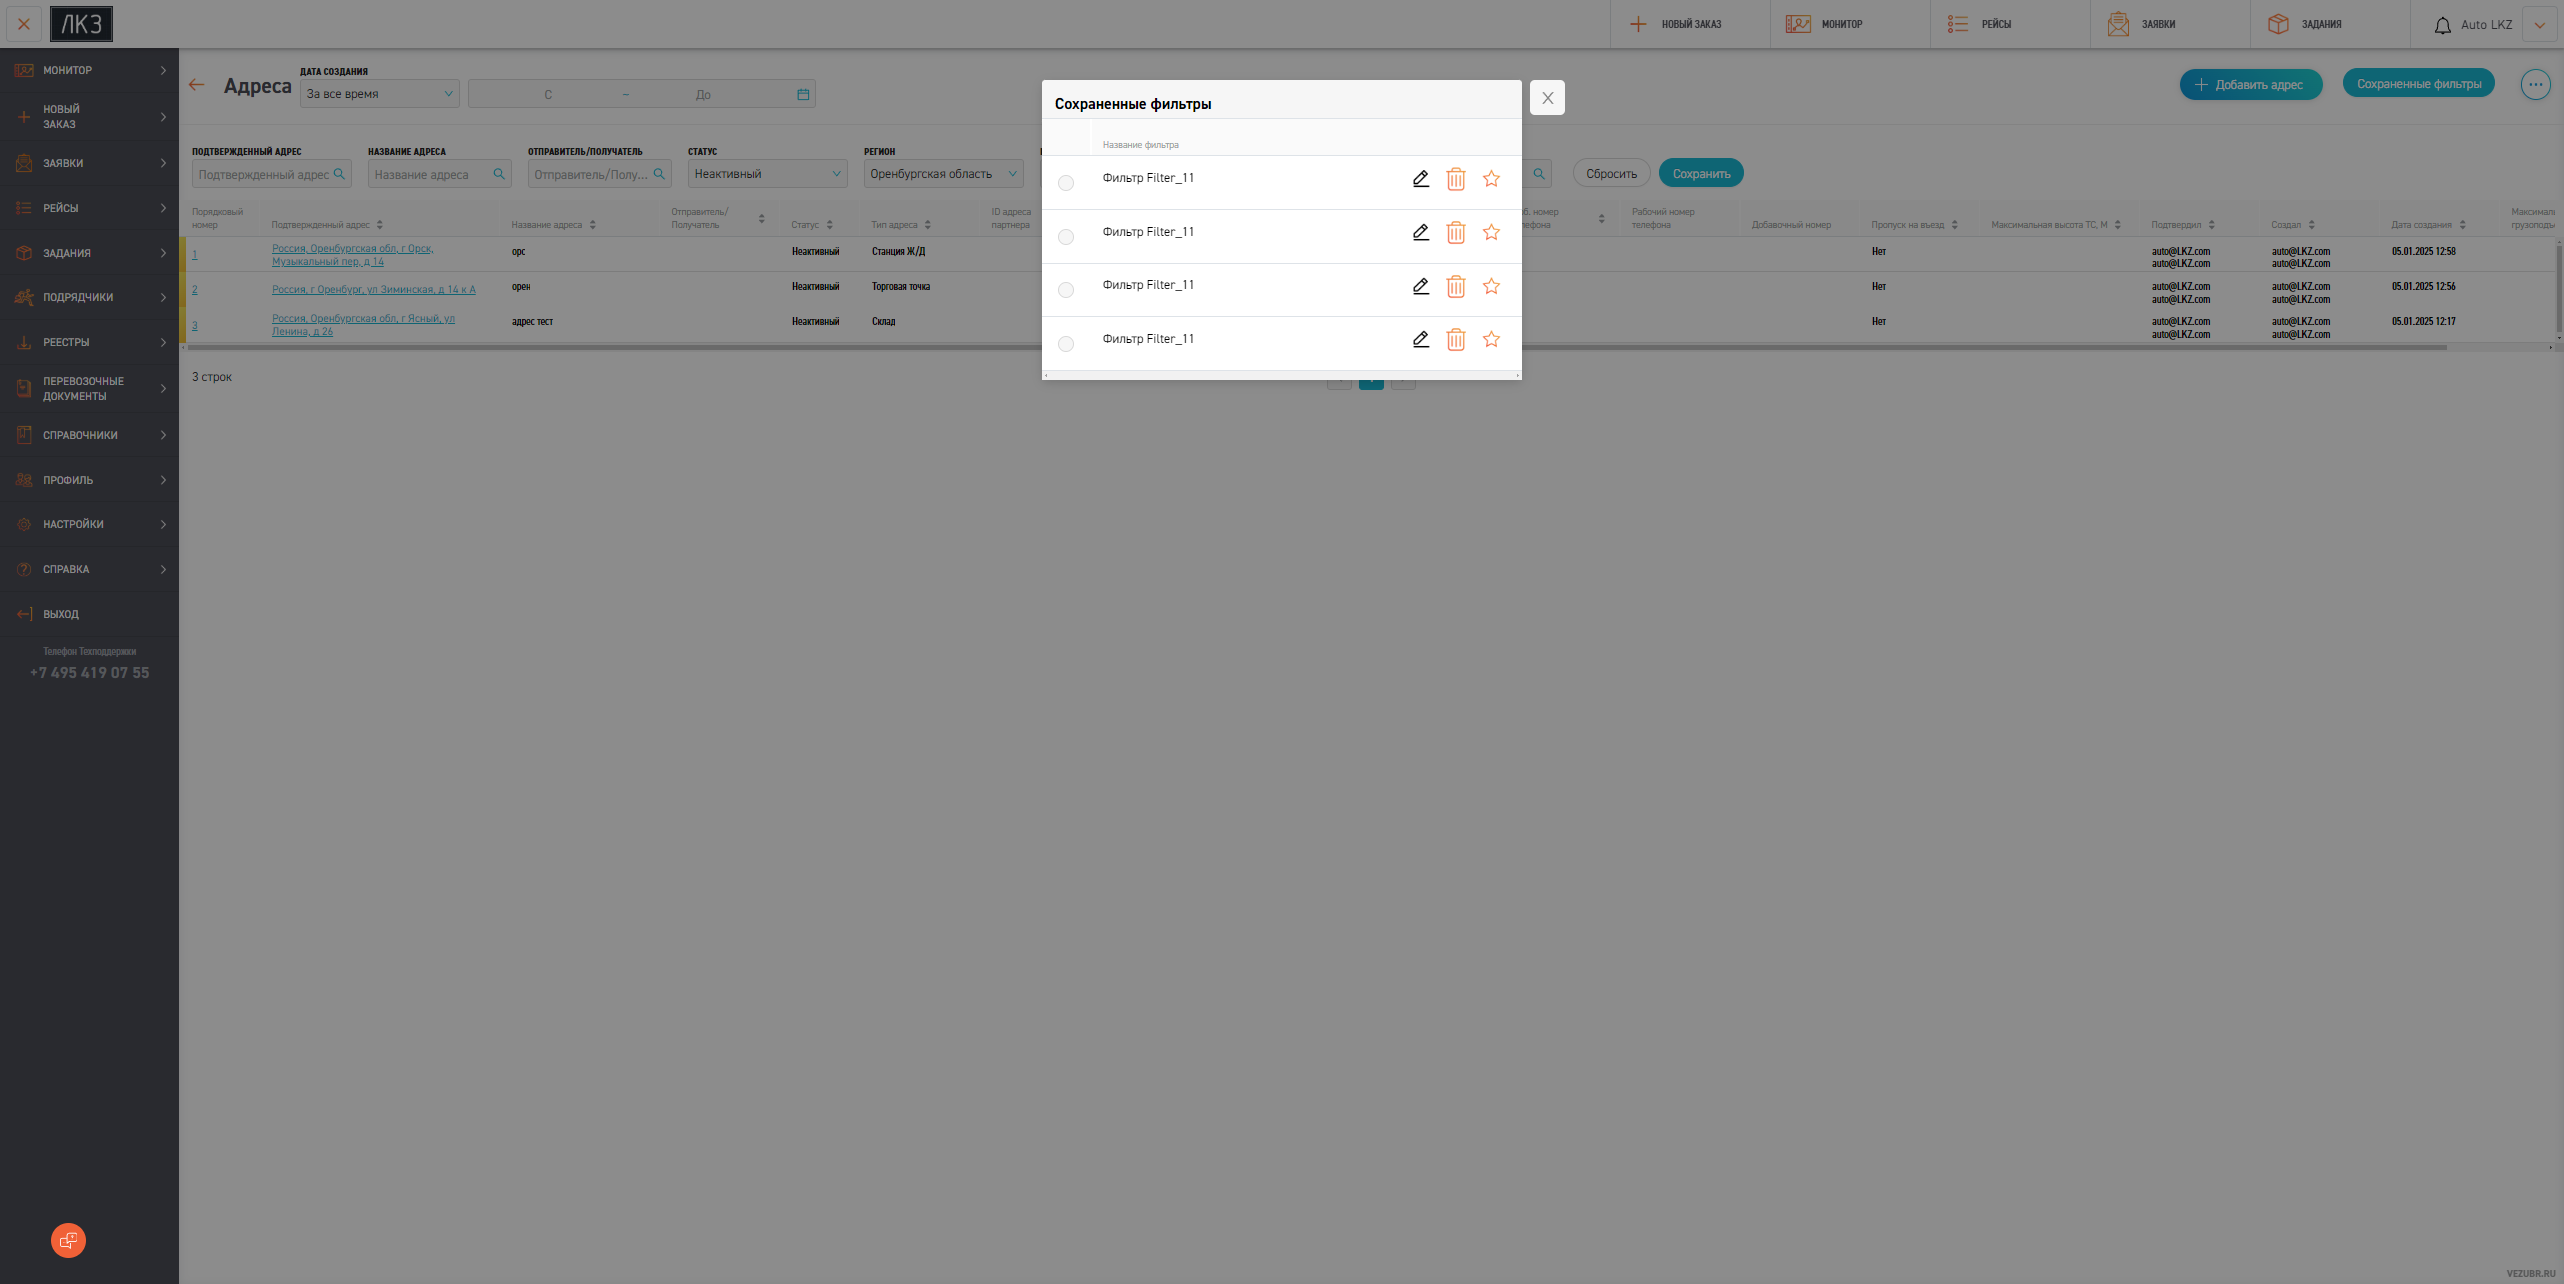 ЛКЗ
НОВЫЙ ЗАКАЗ
МОНИТОР
РЕЙСЫ
ЗАЯВКИ
ЗАДАНИЯ
Auto LKZ
МОНИТОР
НОВЫЙ
ЗАКАЗ
ЗАЯВКИ
РЕЙСЫ
ЗАДАНИЯ
ПОДРЯДЧИКИ
РЕЕСТРЫ
ПЕРЕВОЗОЧНЫЕ
ДОКУМЕНТЫ
СПРАВОЧНИКИ
ПРОФИЛЬ
НАСТРОЙКИ
СПРАВКА
ВЫХОД
Телефон Техподдержки
+7 495 419 07 55
Адреса
ДАТА СОЗДАНИЯ
За все время
С – До
Добавить адрес
Сохраненные фильтры
ПОДТВЕРЖДЕННЫЙ АДРЕС
Подтвержденный адрес
НАЗВАНИЕ АДРЕСА
Название адреса
ОТПРАВИТЕЛЬ/ПОЛУЧАТЕЛЬ
Отправитель/Полу...
СТАТУС
Неактивный
РЕГИОН
Оренбургская область
Сбросить
Сохранить
Порядковый
номер
Подтвержденный адрес
Название адреса
Отправитель/
Получатель
Статус
Тип адреса
ID адреса
партнера
номер
Рабочий номер
телефона
Добавочный номер
Пропуск на въезд
Максимальная высота ТС, М
Подтвердил
Создал
Дата создания
1
Россия, Оренбургская обл, г Орск,
Музыкальный пер, д 14
орс
Неактивный
Станция Ж/Д
Нет
auto@LKZ.com
auto@LKZ.com
auto@LKZ.com
auto@LKZ.com
05.01.2025 12:58
2
Россия, г Оренбург, ул Зиминская, д 14 к А
орен
Неактивный
Торговая точка
Нет
auto@LKZ.com
auto@LKZ.com
auto@LKZ.com
auto@LKZ.com
05.01.2025 12:56
3
Россия, Оренбургская обл, г Ясный, ул
Ленина, д 26
адрес тест
Неактивный
Склад
Нет
auto@LKZ.com
auto@LKZ.com
auto@LKZ.com
auto@LKZ.com
05.01.2025 12:17
3 строк
Сохраненные фильтры
Название фильтра
Фильтр Filter_11
Фильтр Filter_11
Фильтр Filter_11
Фильтр Filter_11
VEZUBR.RU